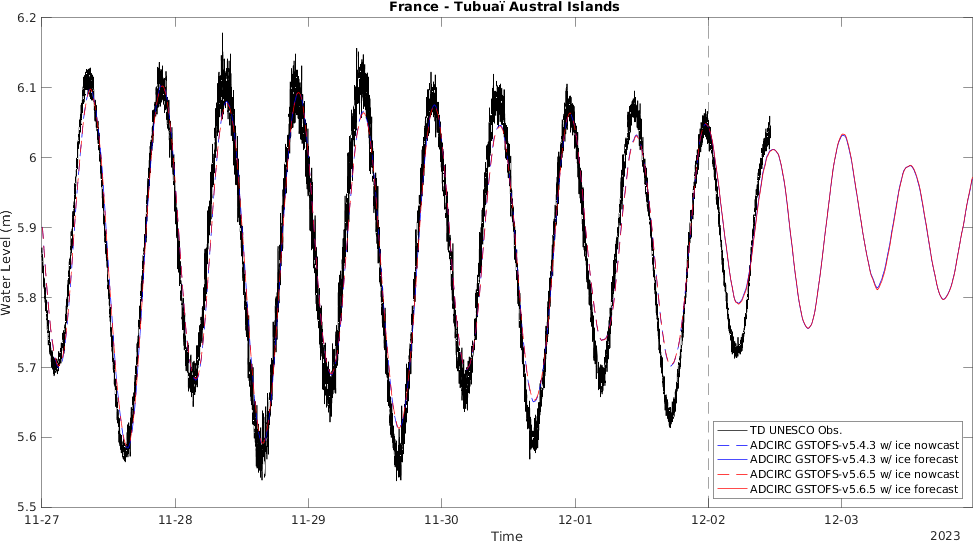 France - Tubuaï Austral Islands
6.2
6.1
6
5.9
5.8
5.7
5.6
5.5
Water Level (m)
TD UNESCO Obs.
ADCIRC GSTOFS-v5.4.3 w/ ice nowcast
ADCIRC GSTOFS-v5.4.3 w/ ice forecast
ADCIRC GSTOFS-v5.6.5 w/ ice nowcast
ADCIRC GSTOFS-v5.6.5 w/ ice forecast
11-27 11-28 11-29 11-30 12-01 12-02 12-03
Time
2023